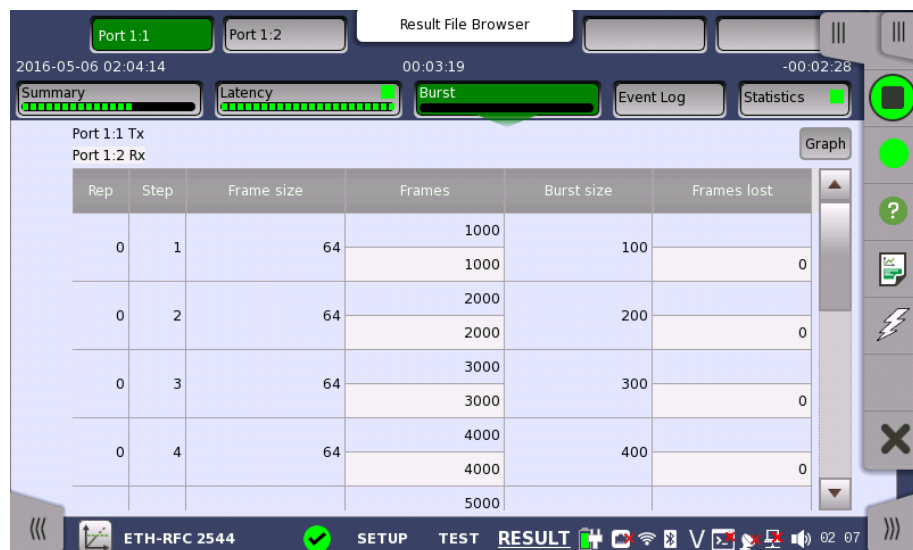 Result File Browser
Port 1:1
Port 1:2
2016-05-06 02:04:14
00:03:19
-00:02:28
Summary
Latency
Burst
Event Log
Statistics
Port 1:1 Tx
Port 1:2 Rx
Graph
Rep Step Frame size Frames Burst size Frames lost
0 1 64 1000 100
1000 0
0 2 64 2000 200
2000 0
0 3 64 3000 300
3000 0
0 4 64 4000 400
4000 0
5000
ETH-RFC 2544 SETUP TEST RESULT V 02 07